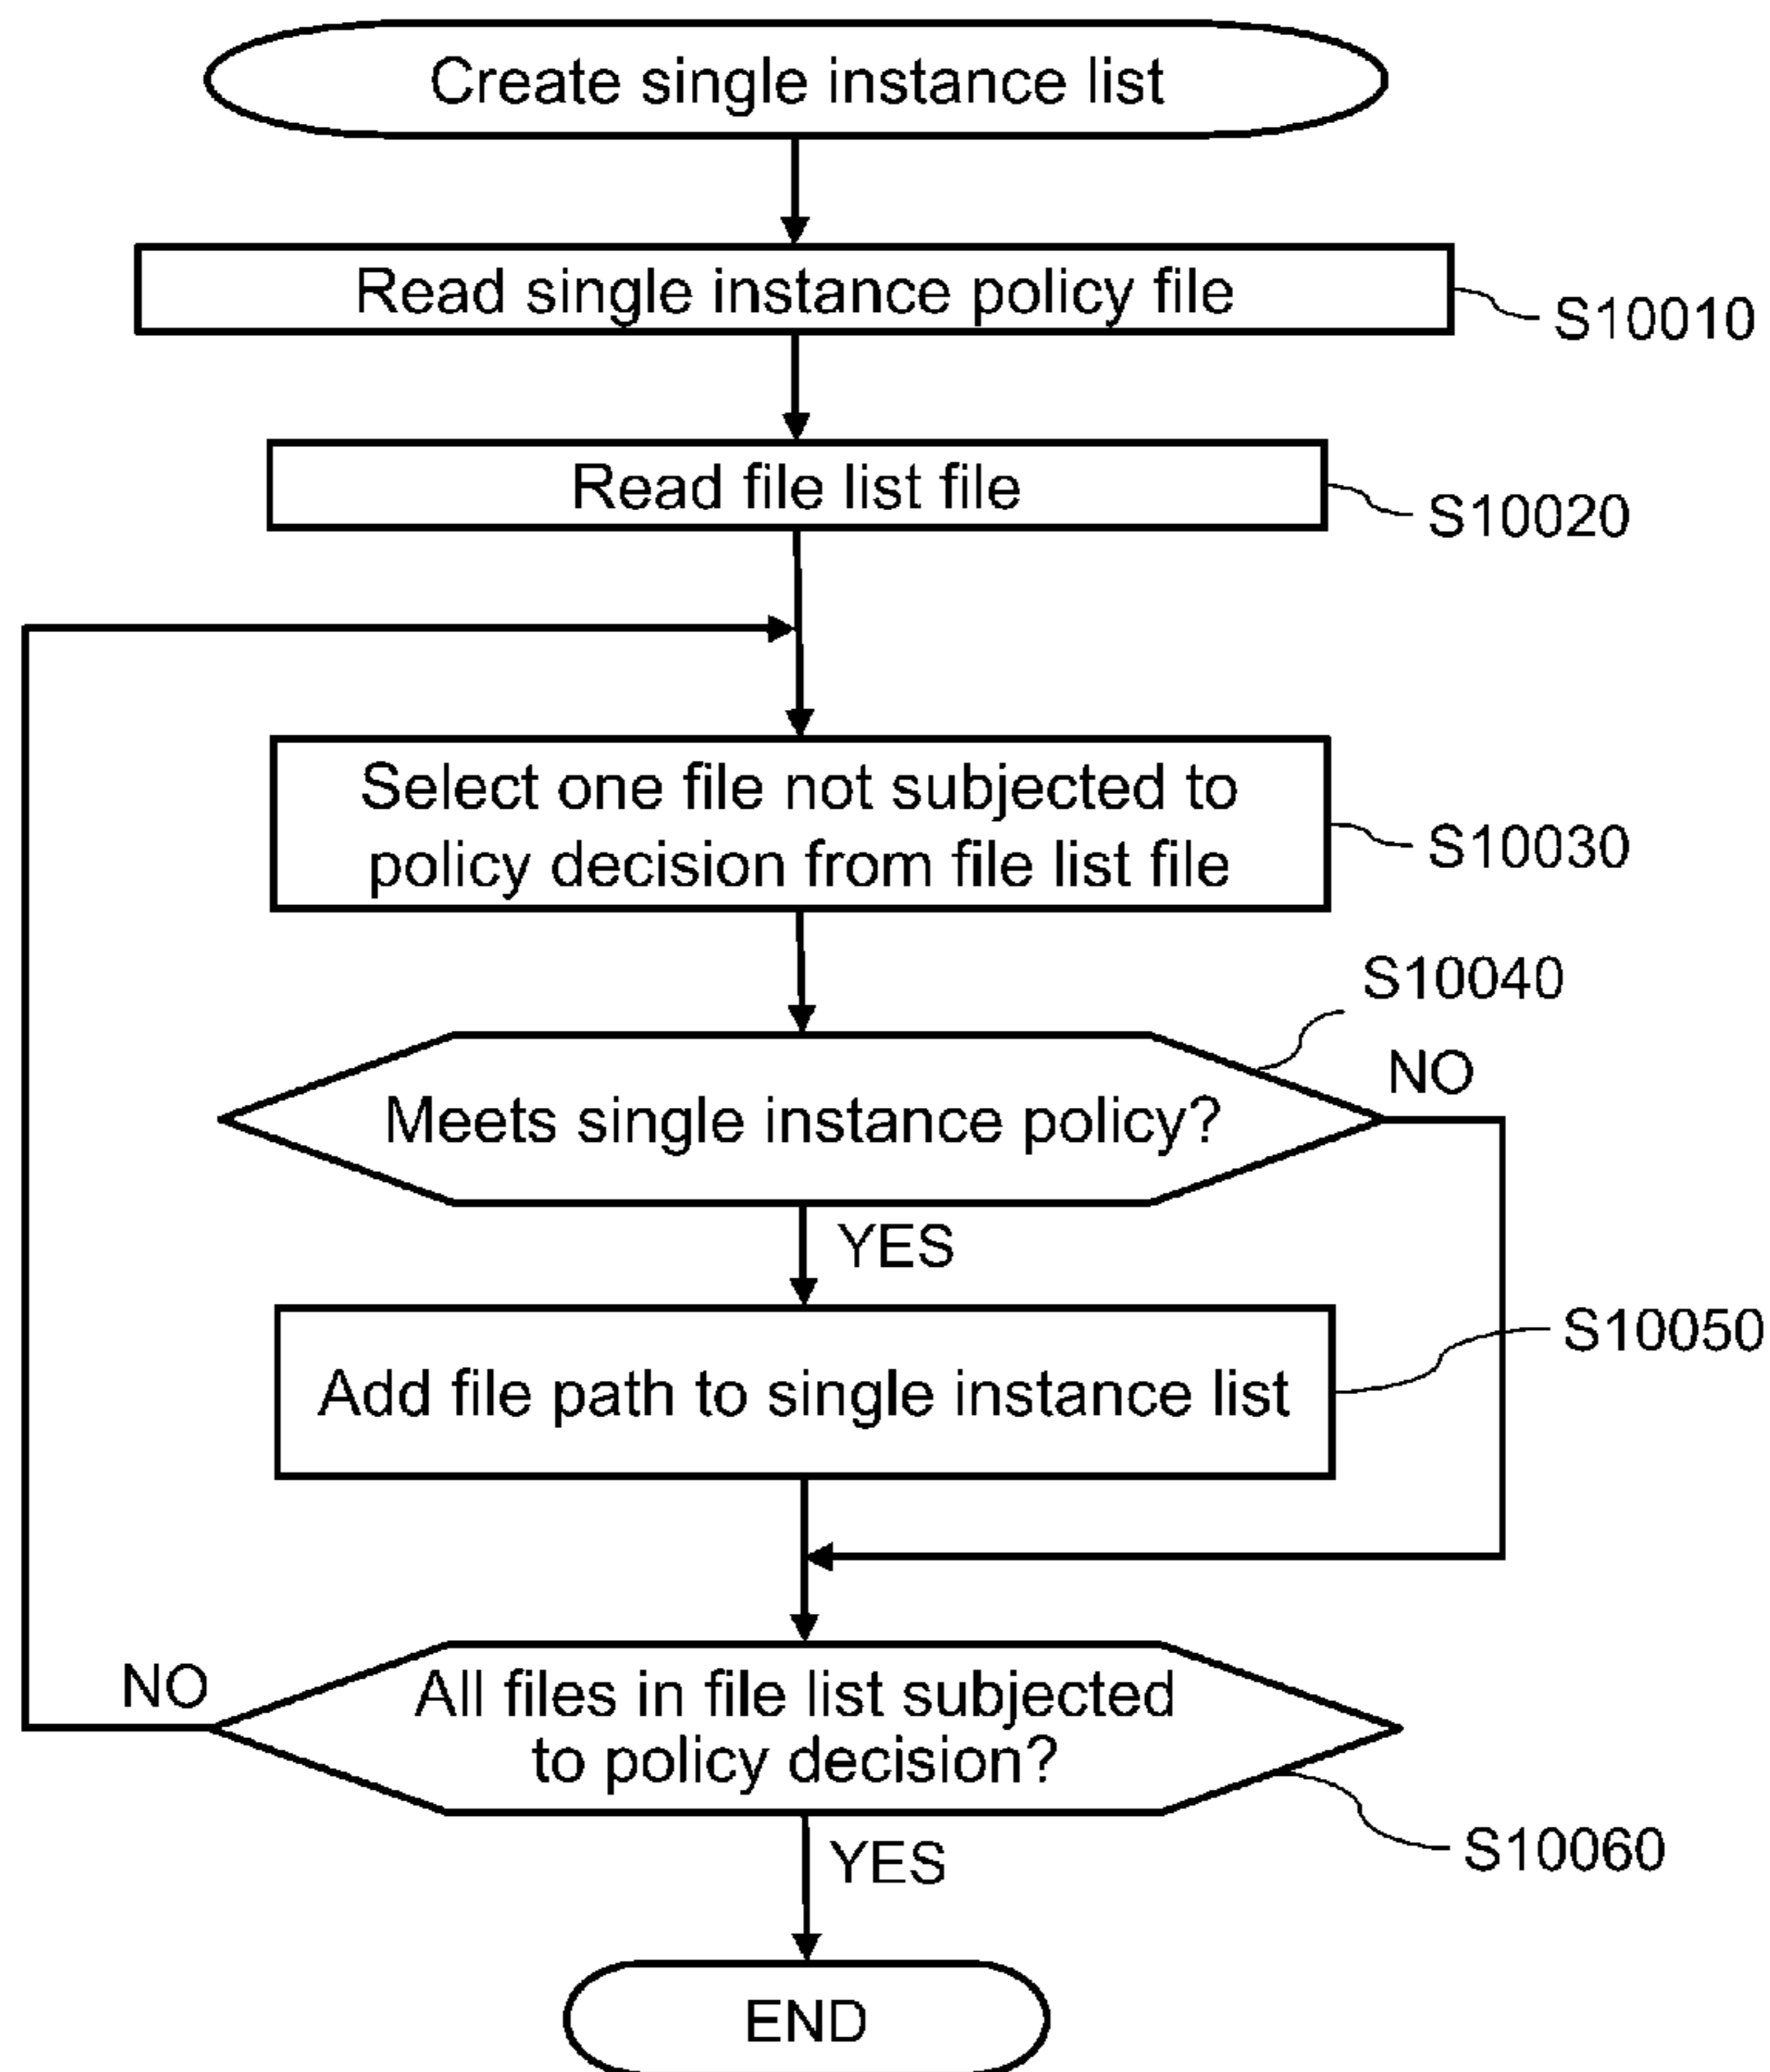 Create single instance list
Read single instance policy file
S10010
Read file list file
S10020
Select one file not subjected to
policy decision from file list file
S10030
S10040
NO
Meets single instance policy?
YES
S10050
Add file path to single instance list
NO
All files in file list subjected
to policy decision?
YES
S10060
END